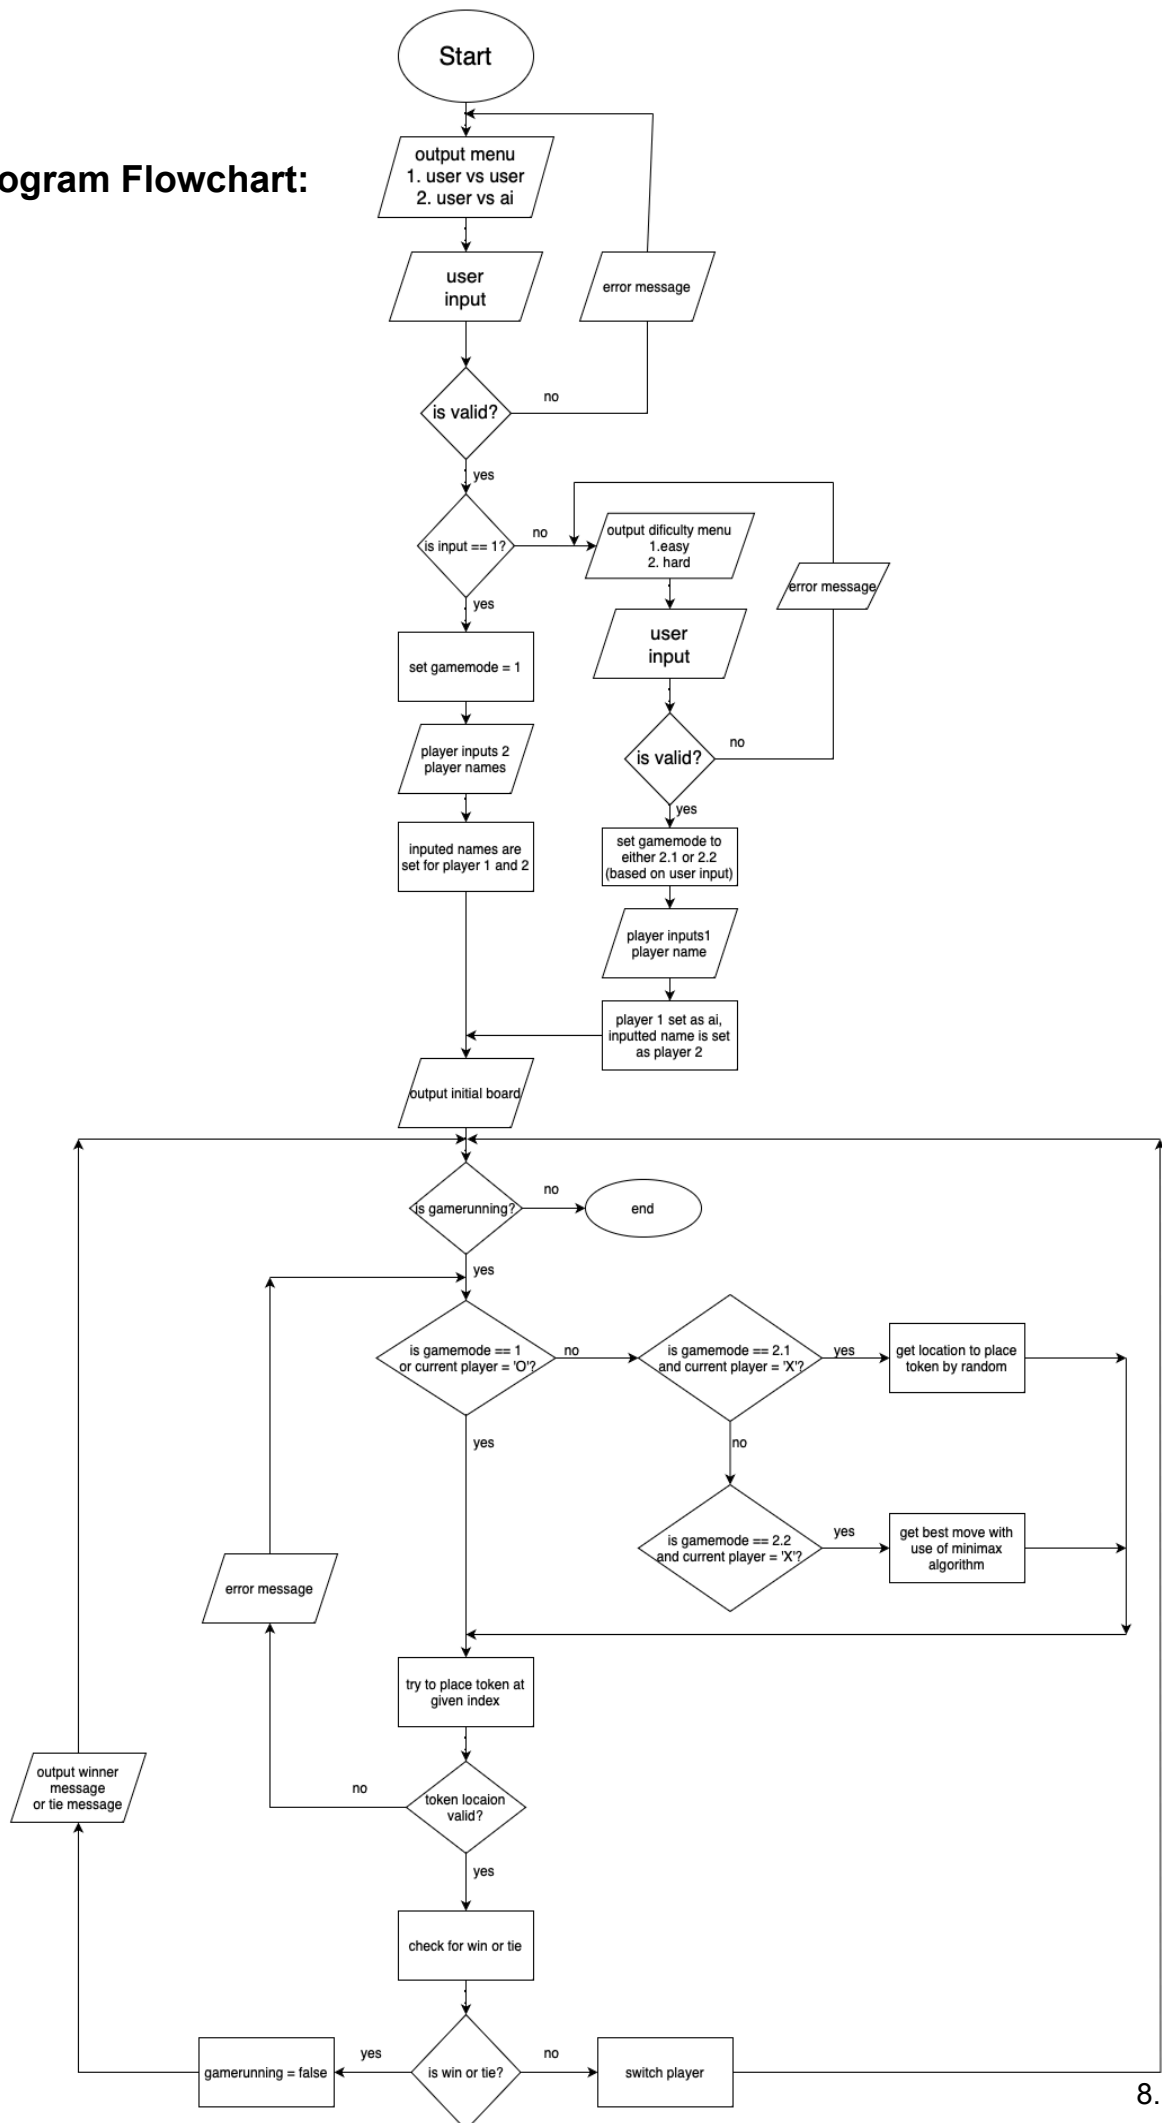 Start
ogram Flowchart:
output menu
1. user vs user
2. user vs ai
user
input
error message
is valid?
no
yes
is input == 1?
no
output dificulty menu
1.easy
2. hard
error message
yes
user
input
set gamemode = 1
is valid?
no
player inputs 2
player names
yes
inputed names are
set for player 1 and 2
set gamemode to
either 2.1 or 2.2
(based on user input)
player inputs1
player name
player 1 set as ai,
inputted name is set
as player 2
output initial board
is gamerunning?
no
end
yes
is gamemode == 1
or current player = 'O'?
no
is gamemode == 2.1
and current player = 'X'?
yes
get location to place
token by random
yes
no
is gamemode == 2.2
and current player = 'X'?
yes
get best move with
use of minimax
algorithm
error message
try to place token at
given index
output winner
message
or tie message
no
token locaion
valid?
yes
check for win or tie
gamerunning = false
yes
is win or tie?
no
switch player
8.